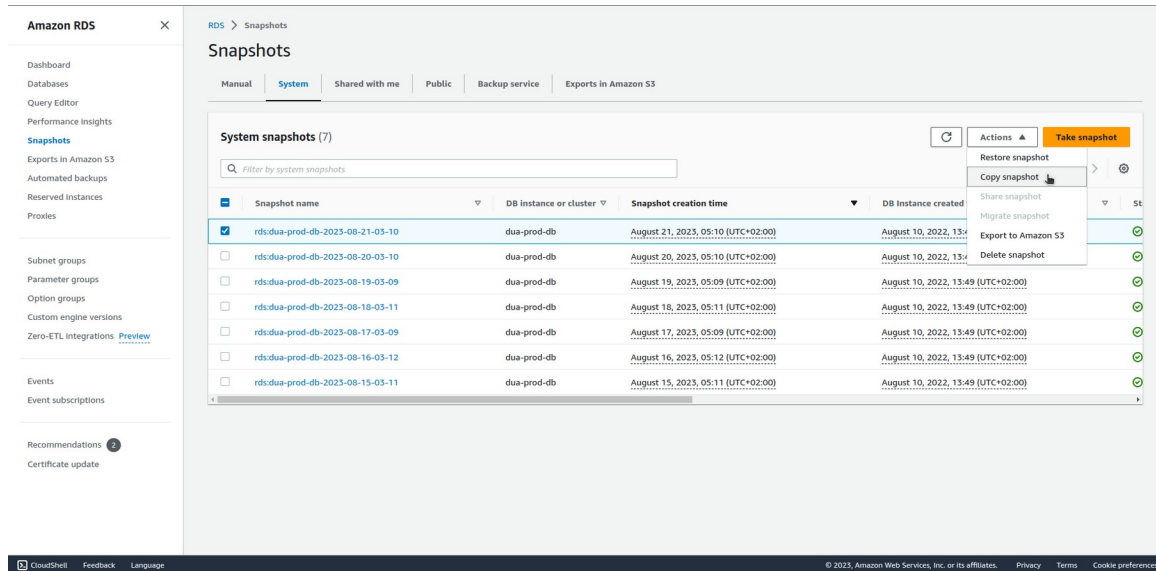 Amazon RDS
Dashboard
Databases
Query Editor
Performance insights
Snapshots
Exports in Amazon S3
Automated backups
Reserved instances
Proxies
Subnet groups
Parameter groups
Option groups
Custom engine versions
Zero-ETL integrations Preview
Events
Event subscriptions
Recommendations 2
Certificate update
RDS > Snapshots
Snapshots
Manual System Shared with me Public Backup service Exports in Amazon S3
System snapshots (7) Actions Take snapshot
Filter by system snapshots
Restore snapshot
Copy snapshot
Share snapshot
Migrate snapshot
Export to Amazon S3
Delete snapshot
Snapshot name DB instance or cluster Snapshot creation time DB Instance created St
rds:dua-prod-db-2023-08-21-03-10 dua-prod-db August 21, 2023, 05:10 (UTC+02:00) August 10, 2022, 13:4
rds:dua-prod-db-2023-08-20-03-10 dua-prod-db August 20, 2023, 05:10 (UTC+02:00) August 10, 2022, 13:4
rds:dua-prod-db-2023-08-19-03-09 dua-prod-db August 19, 2023, 05:09 (UTC+02:00) August 10, 2022, 13:49 (UTC+02:00)
rds:dua-prod-db-2023-08-18-03-11 dua-prod-db August 18, 2023, 05:11 (UTC+02:00) August 10, 2022, 13:49 (UTC+02:00)
rds:dua-prod-db-2023-08-17-03-09 dua-prod-db August 17, 2023, 05:09 (UTC+02:00) August 10, 2022, 13:49 (UTC+02:00)
rds:dua-prod-db-2023-08-16-03-12 dua-prod-db August 16, 2023, 05:12 (UTC+02:00) August 10, 2022, 13:49 (UTC+02:00)
rds:dua-prod-db-2023-08-15-03-11 dua-prod-db August 15, 2023, 05:11 (UTC+02:00) August 10, 2022, 13:49 (UTC+02:00)
CloudShell Feedback Language © 2023, Amazon Web Services, Inc. or its affiliates. Privacy Terms Cookie preferences